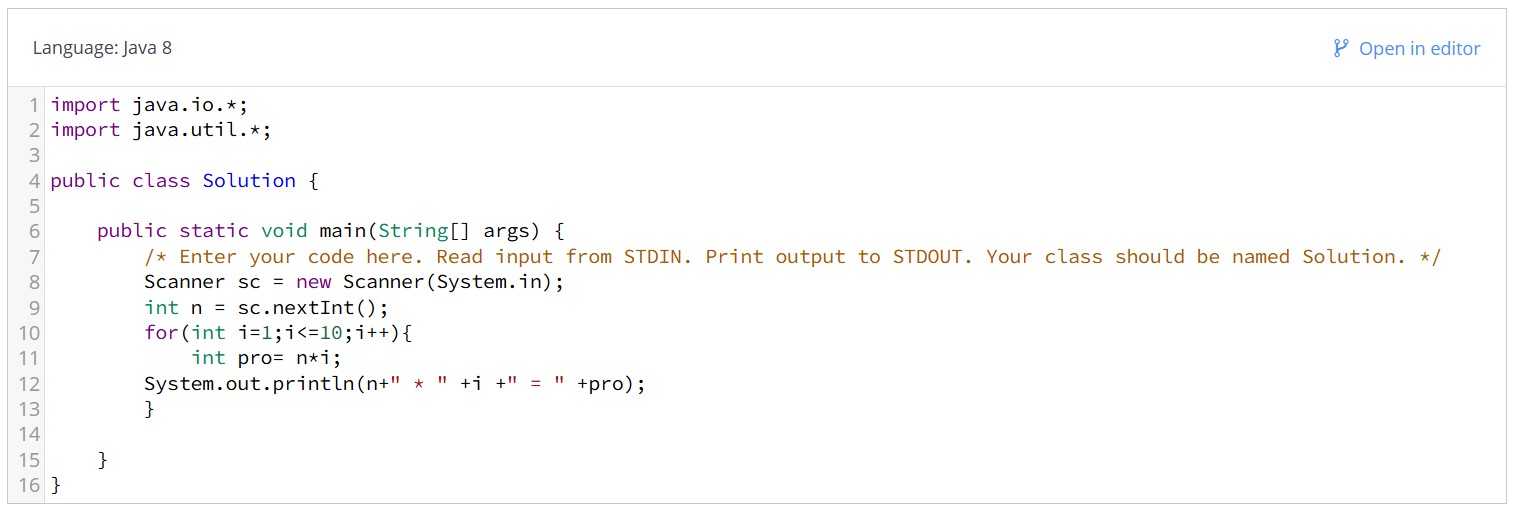 Language: Java 8
Open in editor
1 import java.io.*;
2 import java.util.*;
3
4 public class Solution {
5
6     public static void main(String[] args) {
7         /* Enter your code here. Read input from STDIN. Print output to STDOUT. Your class should be named Solution. */
8         Scanner sc = new Scanner(System.in);
9         int n = sc.nextInt();
10         for(int i=1;i<=10;i++){
11             int pro= n*i;
12         System.out.println(n+" * " +i +" = " +pro);
13         }
14
15     }
16 }